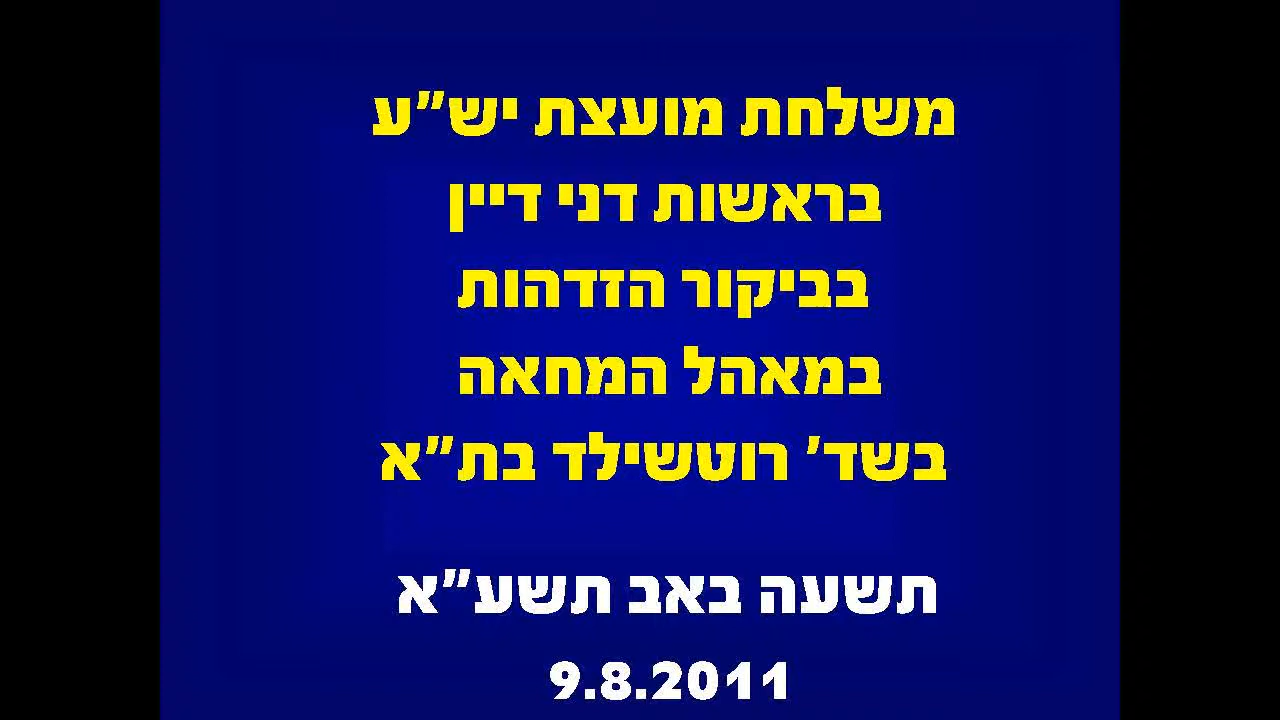 משלחת מועצת יש"ע
בראשות דני דיין
בביקור הזדהות
במאהל המחאה
בשד' רוטשילד בת"א
תשעה באב תשע"א
9.8.2011